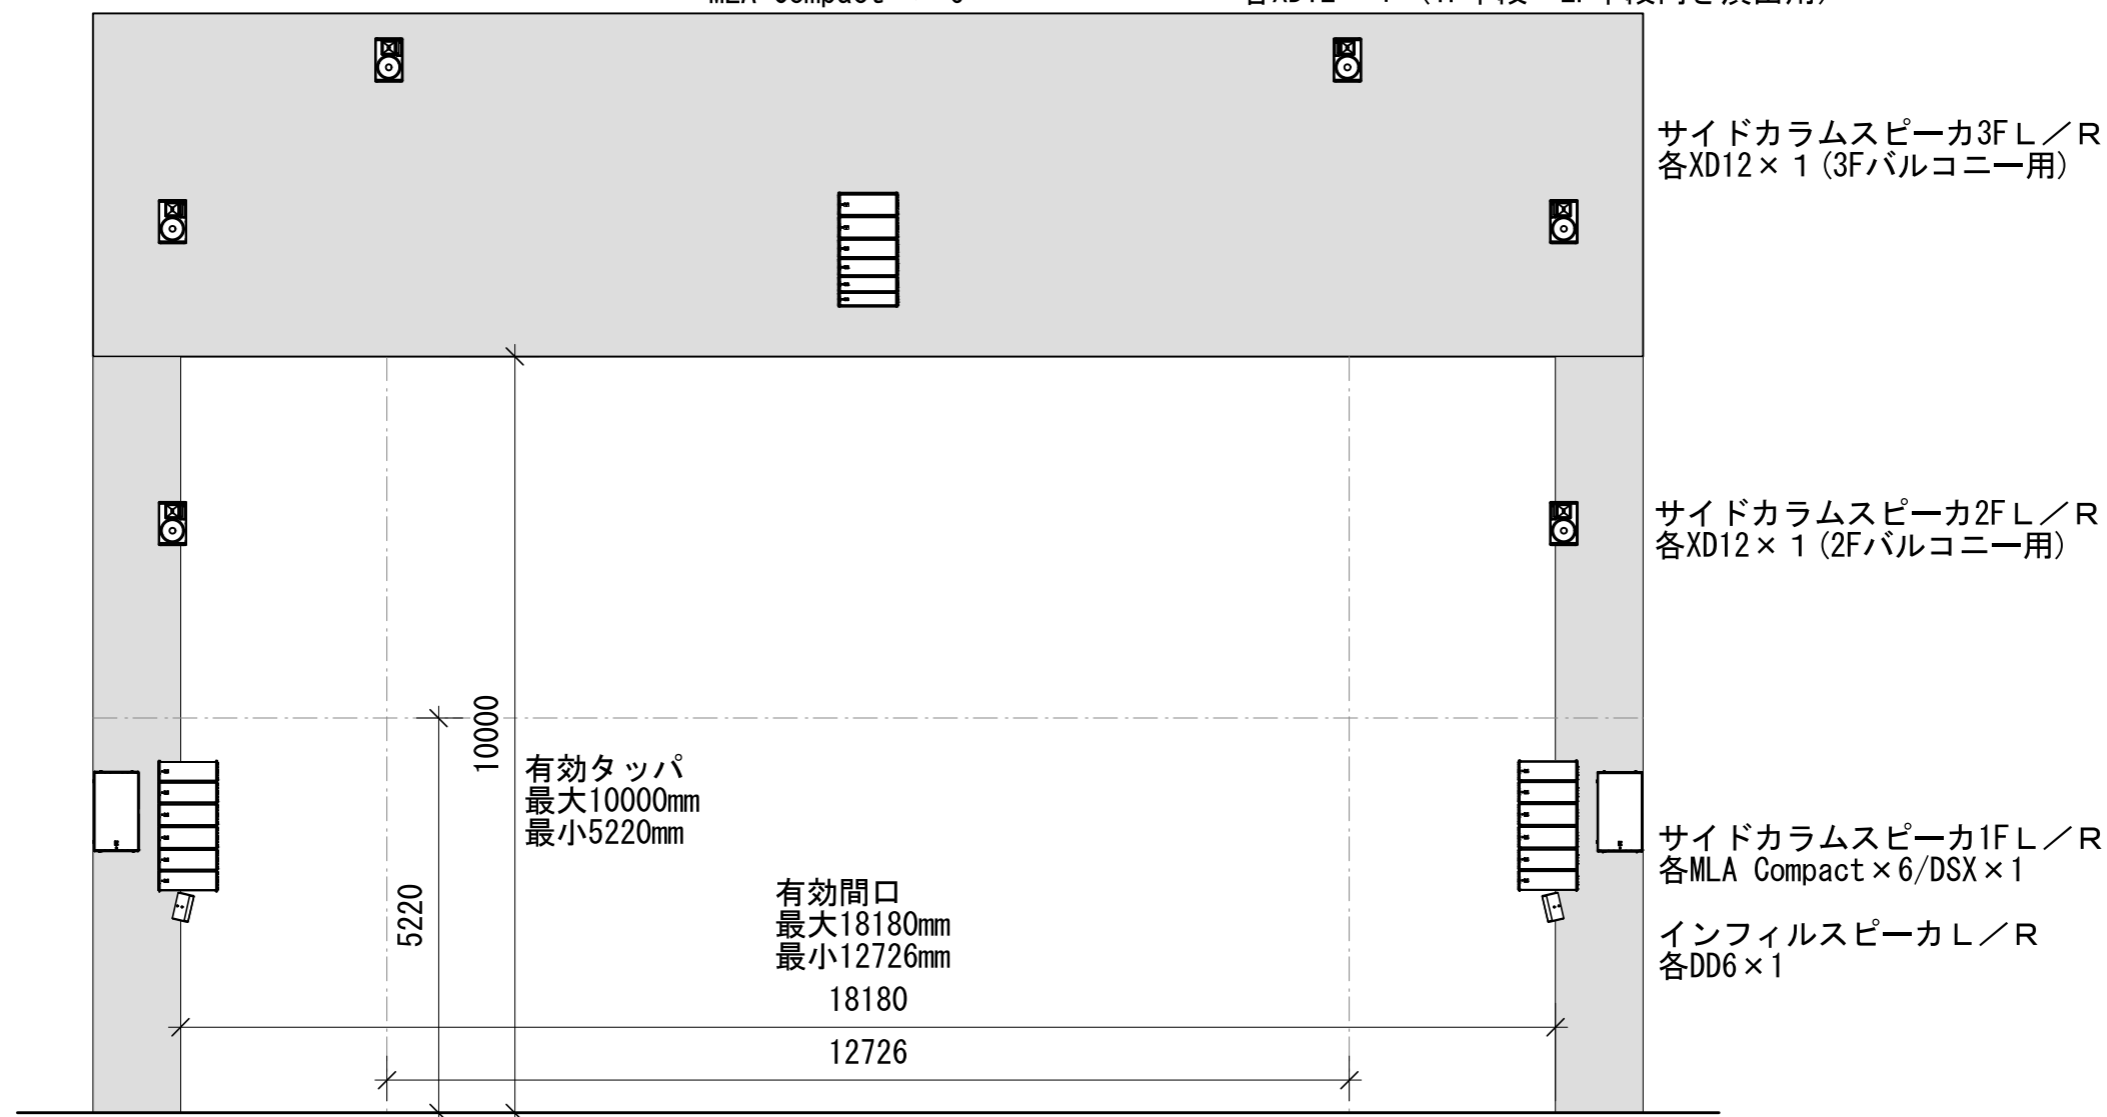 サイドカラムスピーカ3FＬ／Ｒ
各XD12×１(3Fバルコニー用)
サイドカラムスピーカ2FＬ／Ｒ
各XD12×１(2Fバルコニー用)
10000
有効タッパ
最大10000mm
最小5220mm
サイドカラムスピーカ1FＬ／Ｒ
各MLA Compact×6/DSX×1
5220
有効間口
最大18180mm
最小12726mm
インフィルスピーカＬ／Ｒ
各DD6×1
18180
12726